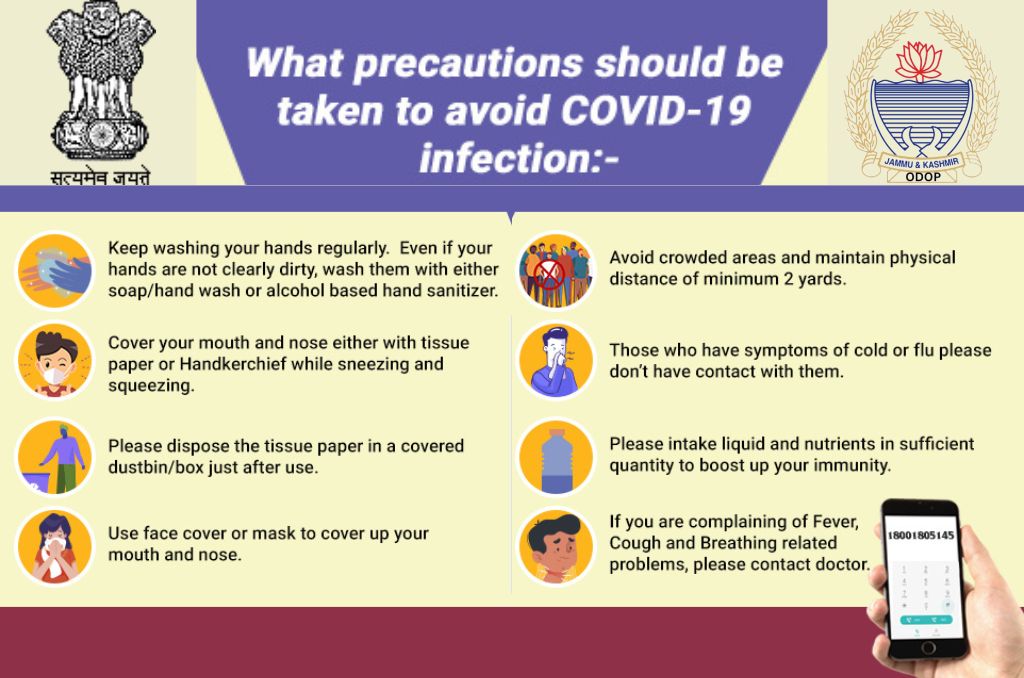 सत्यमेव जयते
What precautions should be
taken to avoid COVID-19
infection:-
JAMMU & KASHMIR
ODOP
Keep washing your hands regularly. Even if your
hands are not clearly dirty, wash them with either
soap/hand wash or alcohol based hand sanitizer.
Cover your mouth and nose either with tissue
paper or Handkerchief while sneezing and
squeezing.
Please dispose the tissue paper in a covered
dustbin/box just after use.
Use face cover or mask to cover up your
mouth and nose.
Avoid crowded areas and maintain physical
distance of minimum 2 yards.
Those who have symptoms of cold or flu please
don't have contact with them.
Please intake liquid and nutrients in sufficient
quantity to boost up your immunity.
If you are complaining of Fever,
Cough and Breathing related
problems, please contact doctor.
18001805145